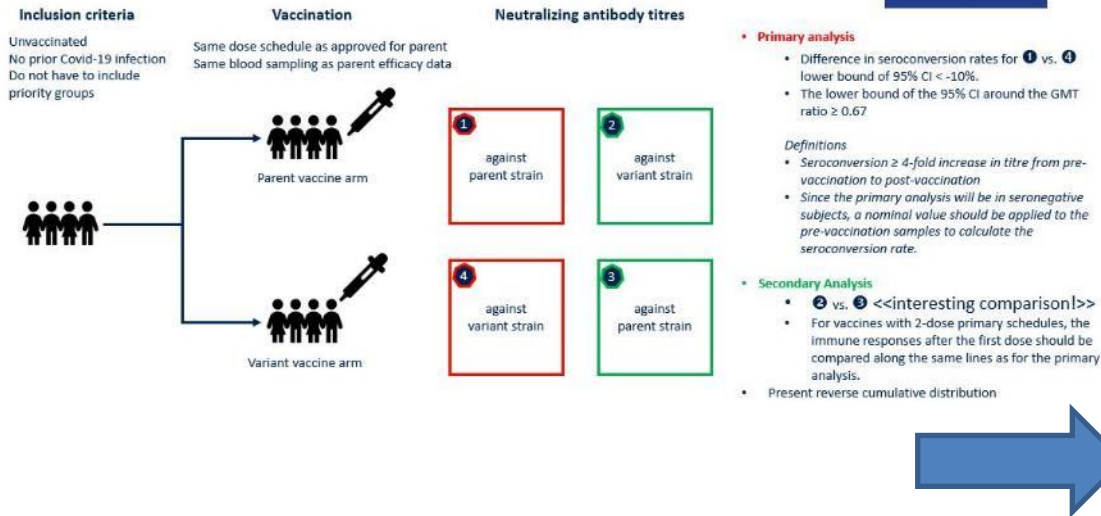 Inclusion criteria
Unvaccinated
No prior Covid-19 infection
Do not have to include
priority groups
Vaccination
Same dose schedule as approved for parent
Same blood sampling as parent efficacy data
Parent vaccine arm
Variant vaccine arm
Neutralizing antibody titres
1
against
parent strain
2
against
variant strain
4
against
variant strain
3
against
parent strain
• Primary analysis
• Difference in seroconversion rates for ❶ vs. ❹
lower bound of 95% CI < -10%.
• The lower bound of the 95% CI around the GMT
ratio ≥ 0.67
Definitions
• Seroconversion ≥ 4-fold increase in titre from pre-
vaccination to post-vaccination
• Since the primary analysis will be in seronegative
subjects, a nominal value should be applied to the
pre-vaccination samples to calculate the
seroconversion rate.
• Secondary Analysis
• ❷ vs. ❸ <<interesting comparison!>>
• For vaccines with 2-dose primary schedules, the
immune responses after the first dose should be
compared along the same lines as for the primary
analysis.
• Present reverse cumulative distribution